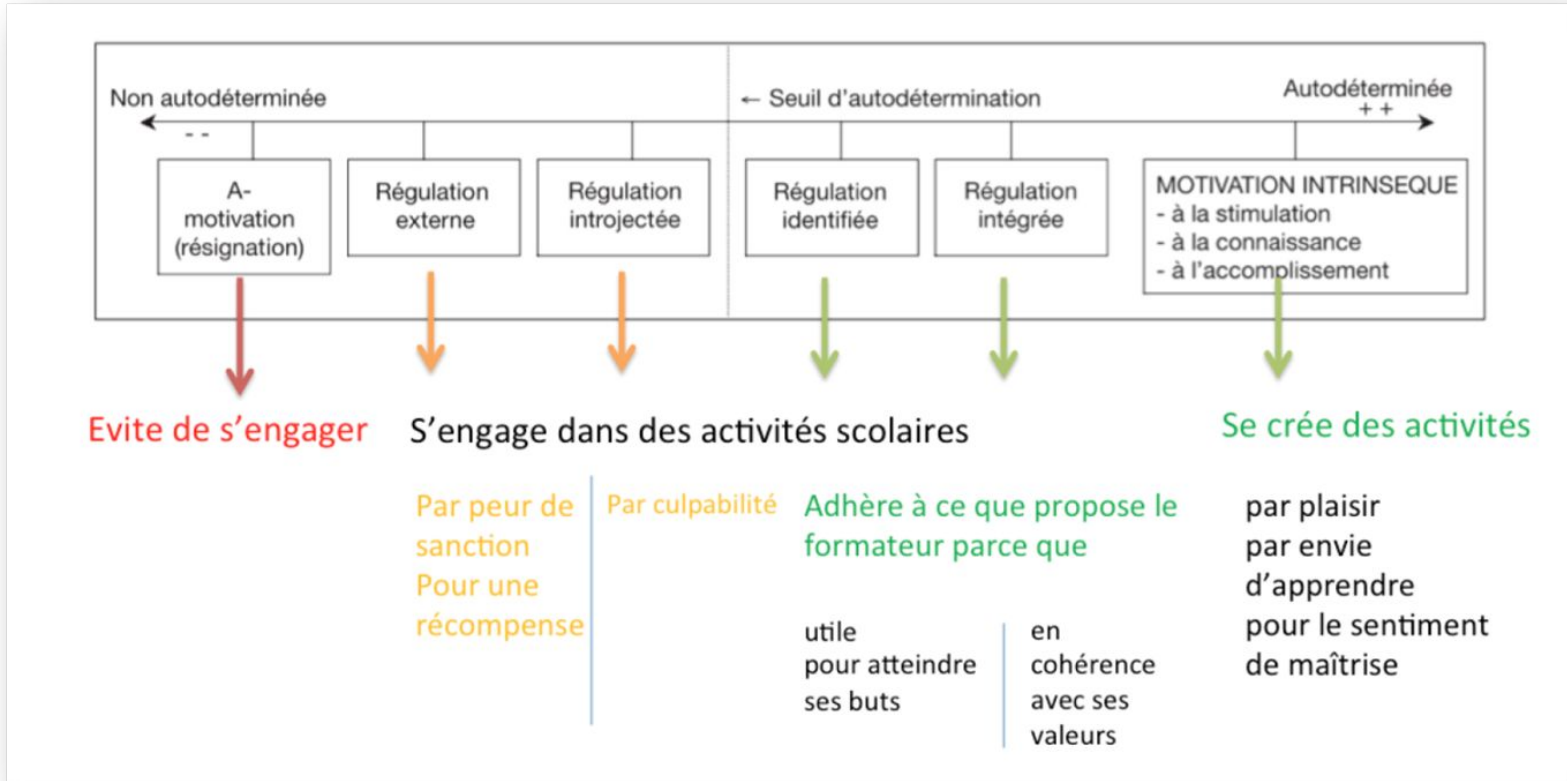 Non autodéterminée
← Seuil d'autodétermination
Autodéterminée
- -
+ +
A-
motivation
(résignation)
Régulation
externe
Régulation
introjectée
Régulation
identifiée
Régulation
intégrée
MOTIVATION INTRINSEQUE
- à la stimulation
- à la connaissance
- à l'accomplissement
Evite de s'engager
S'engage dans des activités scolaires
Se crée des activités
Par peur de
sanction
Pour une
récompense
Par culpabilité
Adhère à ce que propose le
formateur parce que
utile
pour atteindre
ses buts
en
cohérence
avec ses
valeurs
par plaisir
par envie
d'apprendre
pour le sentiment
de maîtrise